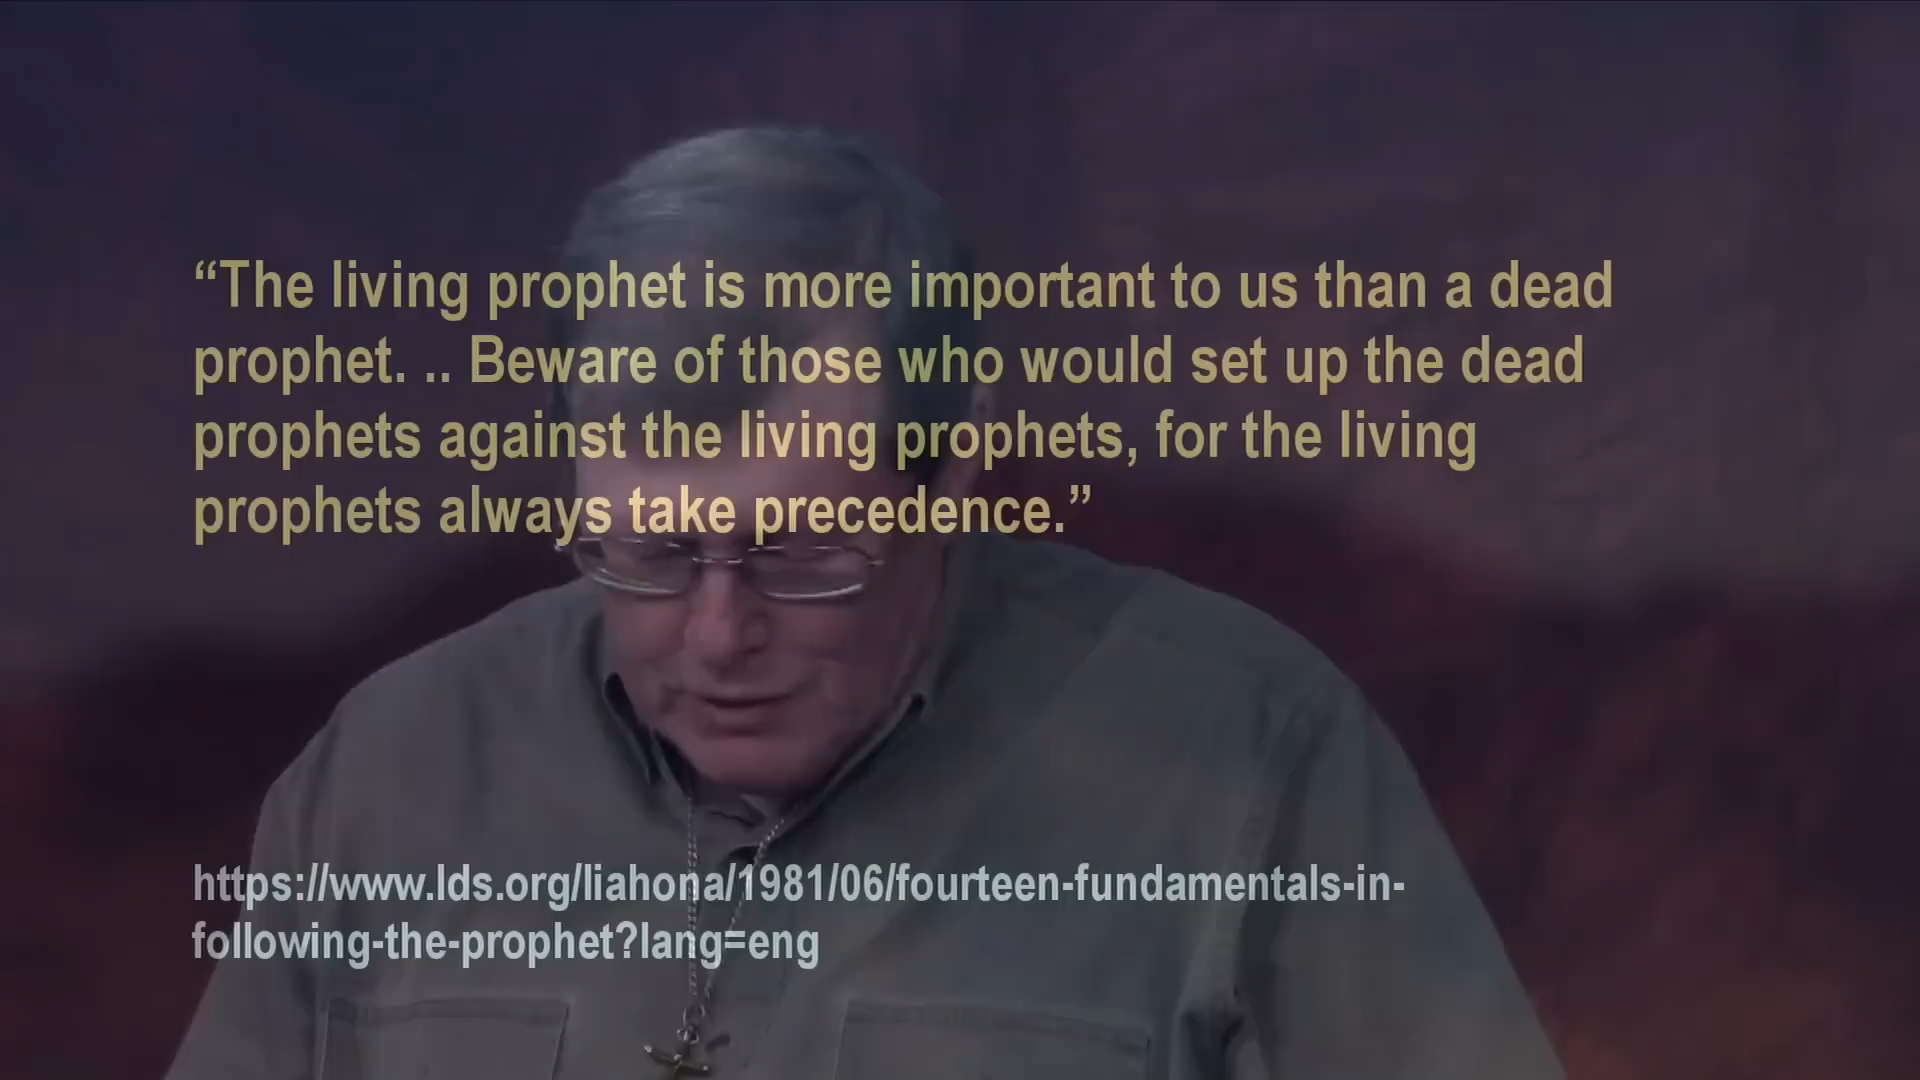 “The living prophet is more important to us than a dead
prophet. .. Beware of those who would set up the dead
prophets against the living prophets, for the living
prophets always take precedence.”
https://www.lds.org/liahona/1981/06/fourteen-fundamentals-in-
following-the-prophet?lang=eng